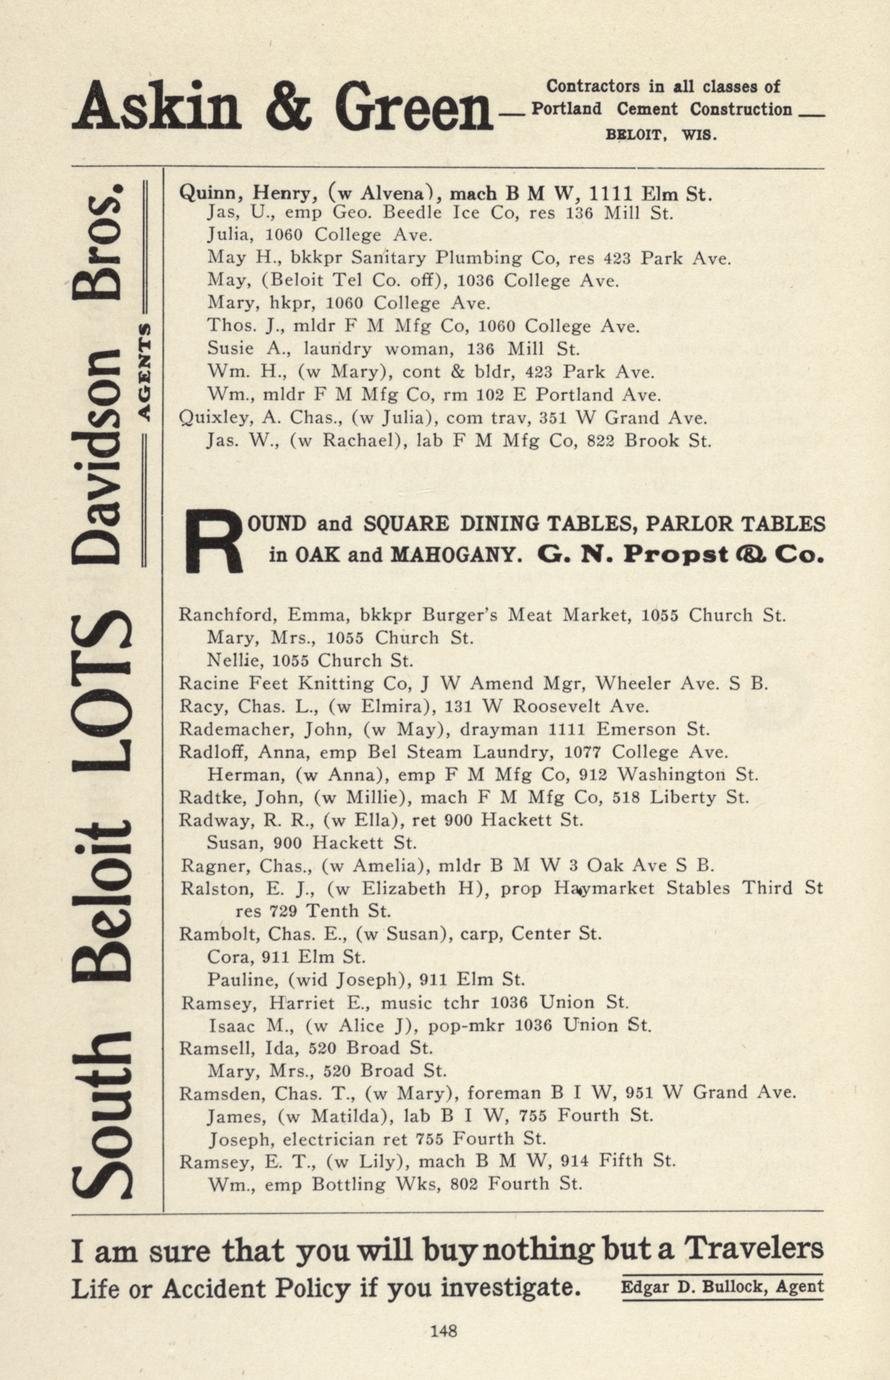 Askin & Green — Contractors in all classes of
Portland Cement Construction —
BELOIT, WIS.
South Beloit LOTS Davidson Bros.
AGENTS
Quinn, Henry, (w Alvena), mach B M W, 1111 Elm St.
Jas, U., emp Geo. Beedle Ice Co, res 136 Mill St.
Julia, 1060 College Ave.
May H., bkkpr Sanitary Plumbing Co, res 423 Park Ave.
May, (Beloit Tel Co. off), 1036 College Ave.
Mary, hkpr, 1060 College Ave.
Thos. J., mldr F M Mfg Co, 1060 College Ave.
Susie A., laundry woman, 136 Mill St.
Wm. H., (w Mary), cont & bldr, 423 Park Ave.
Wm., mldr F M Mfg Co, rm 102 E Portland Ave.
Quixley, A. Chas., (w Julia), com trav, 351 W Grand Ave.
Jas. W., (w Rachael), lab F M Mfg Co, 822 Brook St.
ROUND and SQUARE DINING TABLES, PARLOR TABLES
in OAK and MAHOGANY. G. N. Propst & Co.
Ranchford, Emma, bkkpr Burger's Meat Market, 1055 Church St.
Mary, Mrs., 1055 Church St.
Nellie, 1055 Church St.
Racine Feet Knitting Co, J W Amend Mgr, Wheeler Ave. S B.
Racy, Chas. L., (w Elmira), 131 W Roosevelt Ave.
Rademacher, John, (w May), drayman 1111 Emerson St.
Radloff, Anna, emp Bel Steam Laundry, 1077 College Ave.
Herman, (w Anna), emp F M Mfg Co, 912 Washington St.
Radtke, John, (w Millie), mach F M Mfg Co, 518 Liberty St.
Radway, R. R., (w Ella), ret 900 Hackett St.
Susan, 900 Hackett St.
Ragner, Chas., (w Amelia), mldr B M W 3 Oak Ave S B.
Ralston, E. J., (w Elizabeth H), prop Haymarket Stables Third St
res 729 Tenth St.
Rambolt, Chas. E., (w Susan), carp, Center St.
Cora, 911 Elm St.
Pauline, (wid Joseph), 911 Elm St.
Ramsey, Harriet E., music tchr 1036 Union St.
Isaac M., (w Alice J), pop-mkr 1036 Union St.
Ramsell, Ida, 520 Broad St.
Mary, Mrs., 520 Broad St.
Ramsden, Chas. T., (w Mary), foreman B I W, 951 W Grand Ave.
James, (w Matilda), lab B I W, 755 Fourth St.
Joseph, electrician ret 755 Fourth St.
Ramsey, E. T., (w Lily), mach B M W, 914 Fifth St.
Wm., emp Bottling Wks, 802 Fourth St.
I am sure that you will buy nothing but a Travelers
Life or Accident Policy if you investigate. Edgar D. Bullock, Agent
148